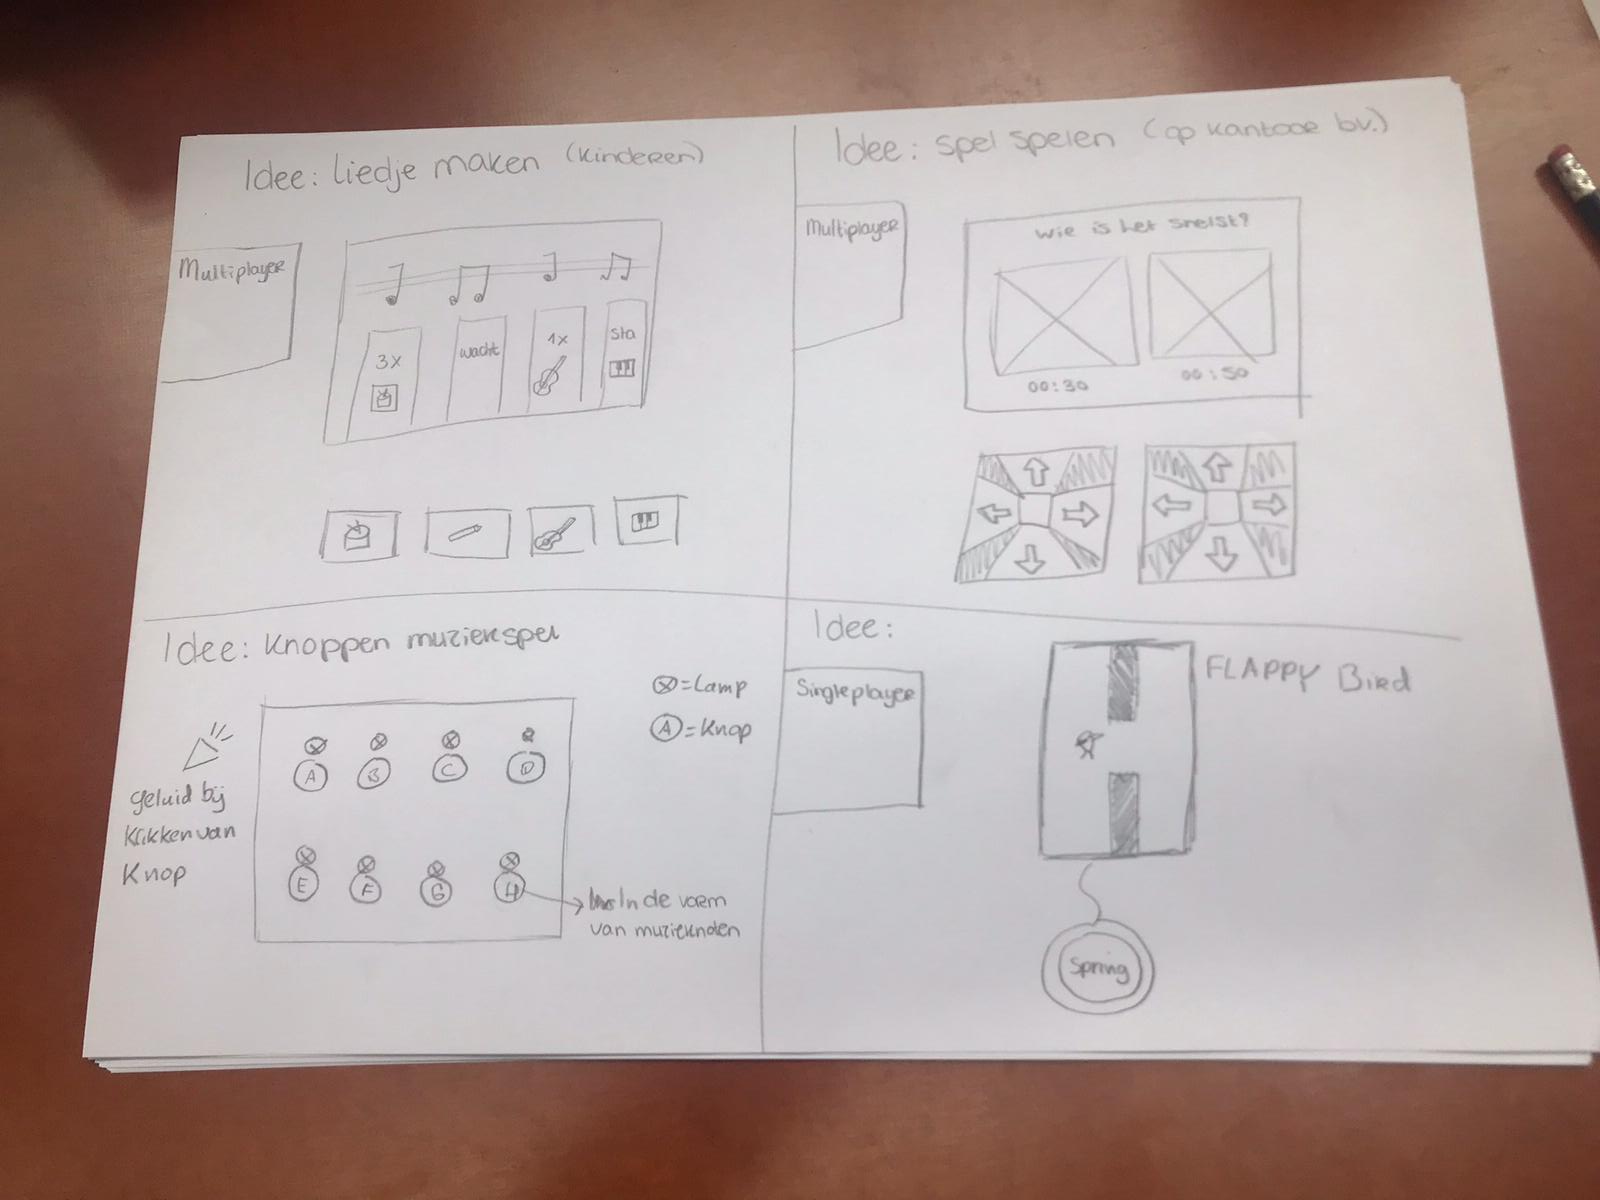 Idee: Liedje maken (kinderen)
Multiplayer
3x
wacht
1x
Sta
Idee: spel spelen (op kantoor bv.)
Multiplayer
wie is het snelst?
00:30
00:50
Idee: Knoppen muziekspel
= Lamp
A = Knop
A B C D
E F G H
geluid bij
klikken van
Knop
In de vorm
van muzieknoten
Idee:
Singleplayer
FLAPPY Bird
Spring